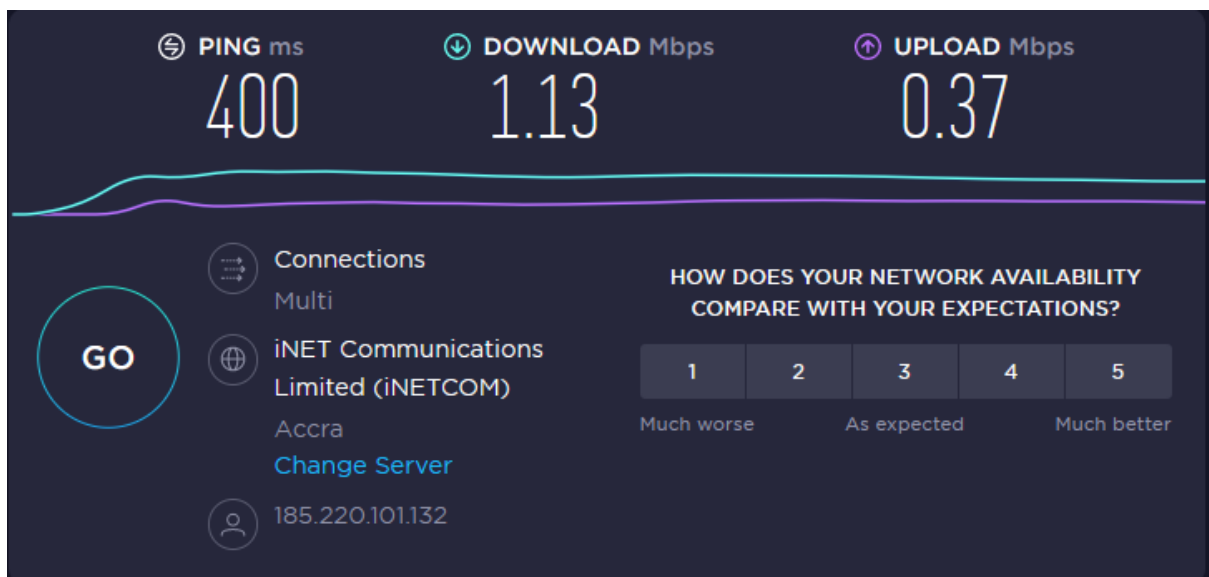 PING ms
400
DOWNLOAD Mbps
1.13
UPLOAD Mbps
0.37
GO
Connections
Multi
iNET Communications
Limited (iNETCOM)
Accra
Change Server
185.220.101.132
HOW DOES YOUR NETWORK AVAILABILITY
COMPARE WITH YOUR EXPECTATIONS?
1 2 3 4 5
Much worse As expected Much better